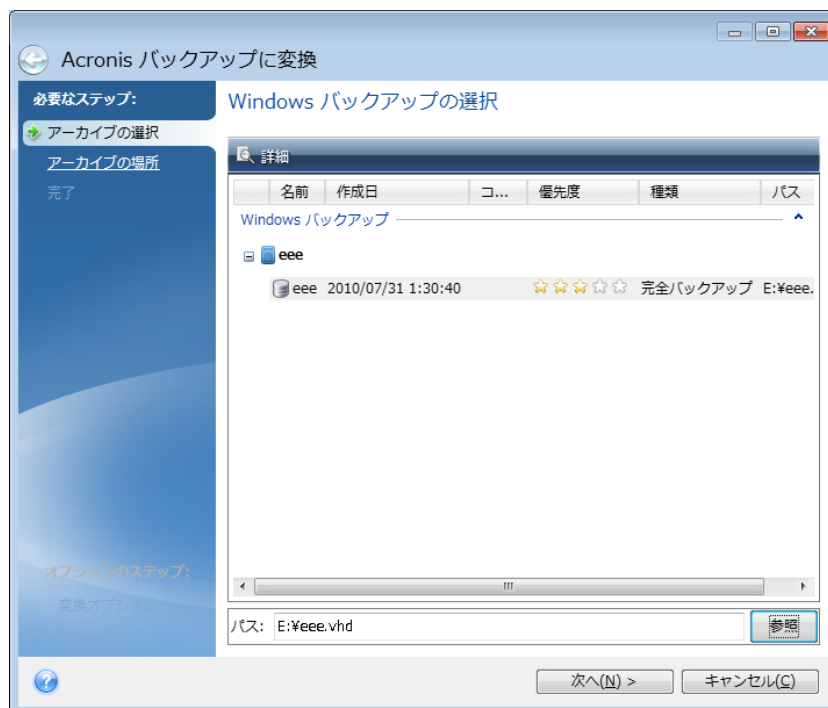 Acronis バックアップに変換
必要なステップ:
アーカイブの選択
アーカイブの場所
完了
オプションのステップ:
変換オプション
Windows バックアップの選択
詳細
名前 作成日 コ... 優先度 種類 パス
Windows バックアップ
eee
eee 2010/07/31 1:30:40 完全バックアップ E:¥eee.
パス: E:¥eee.vhd 参照
次へ(N) > キャンセル(C)